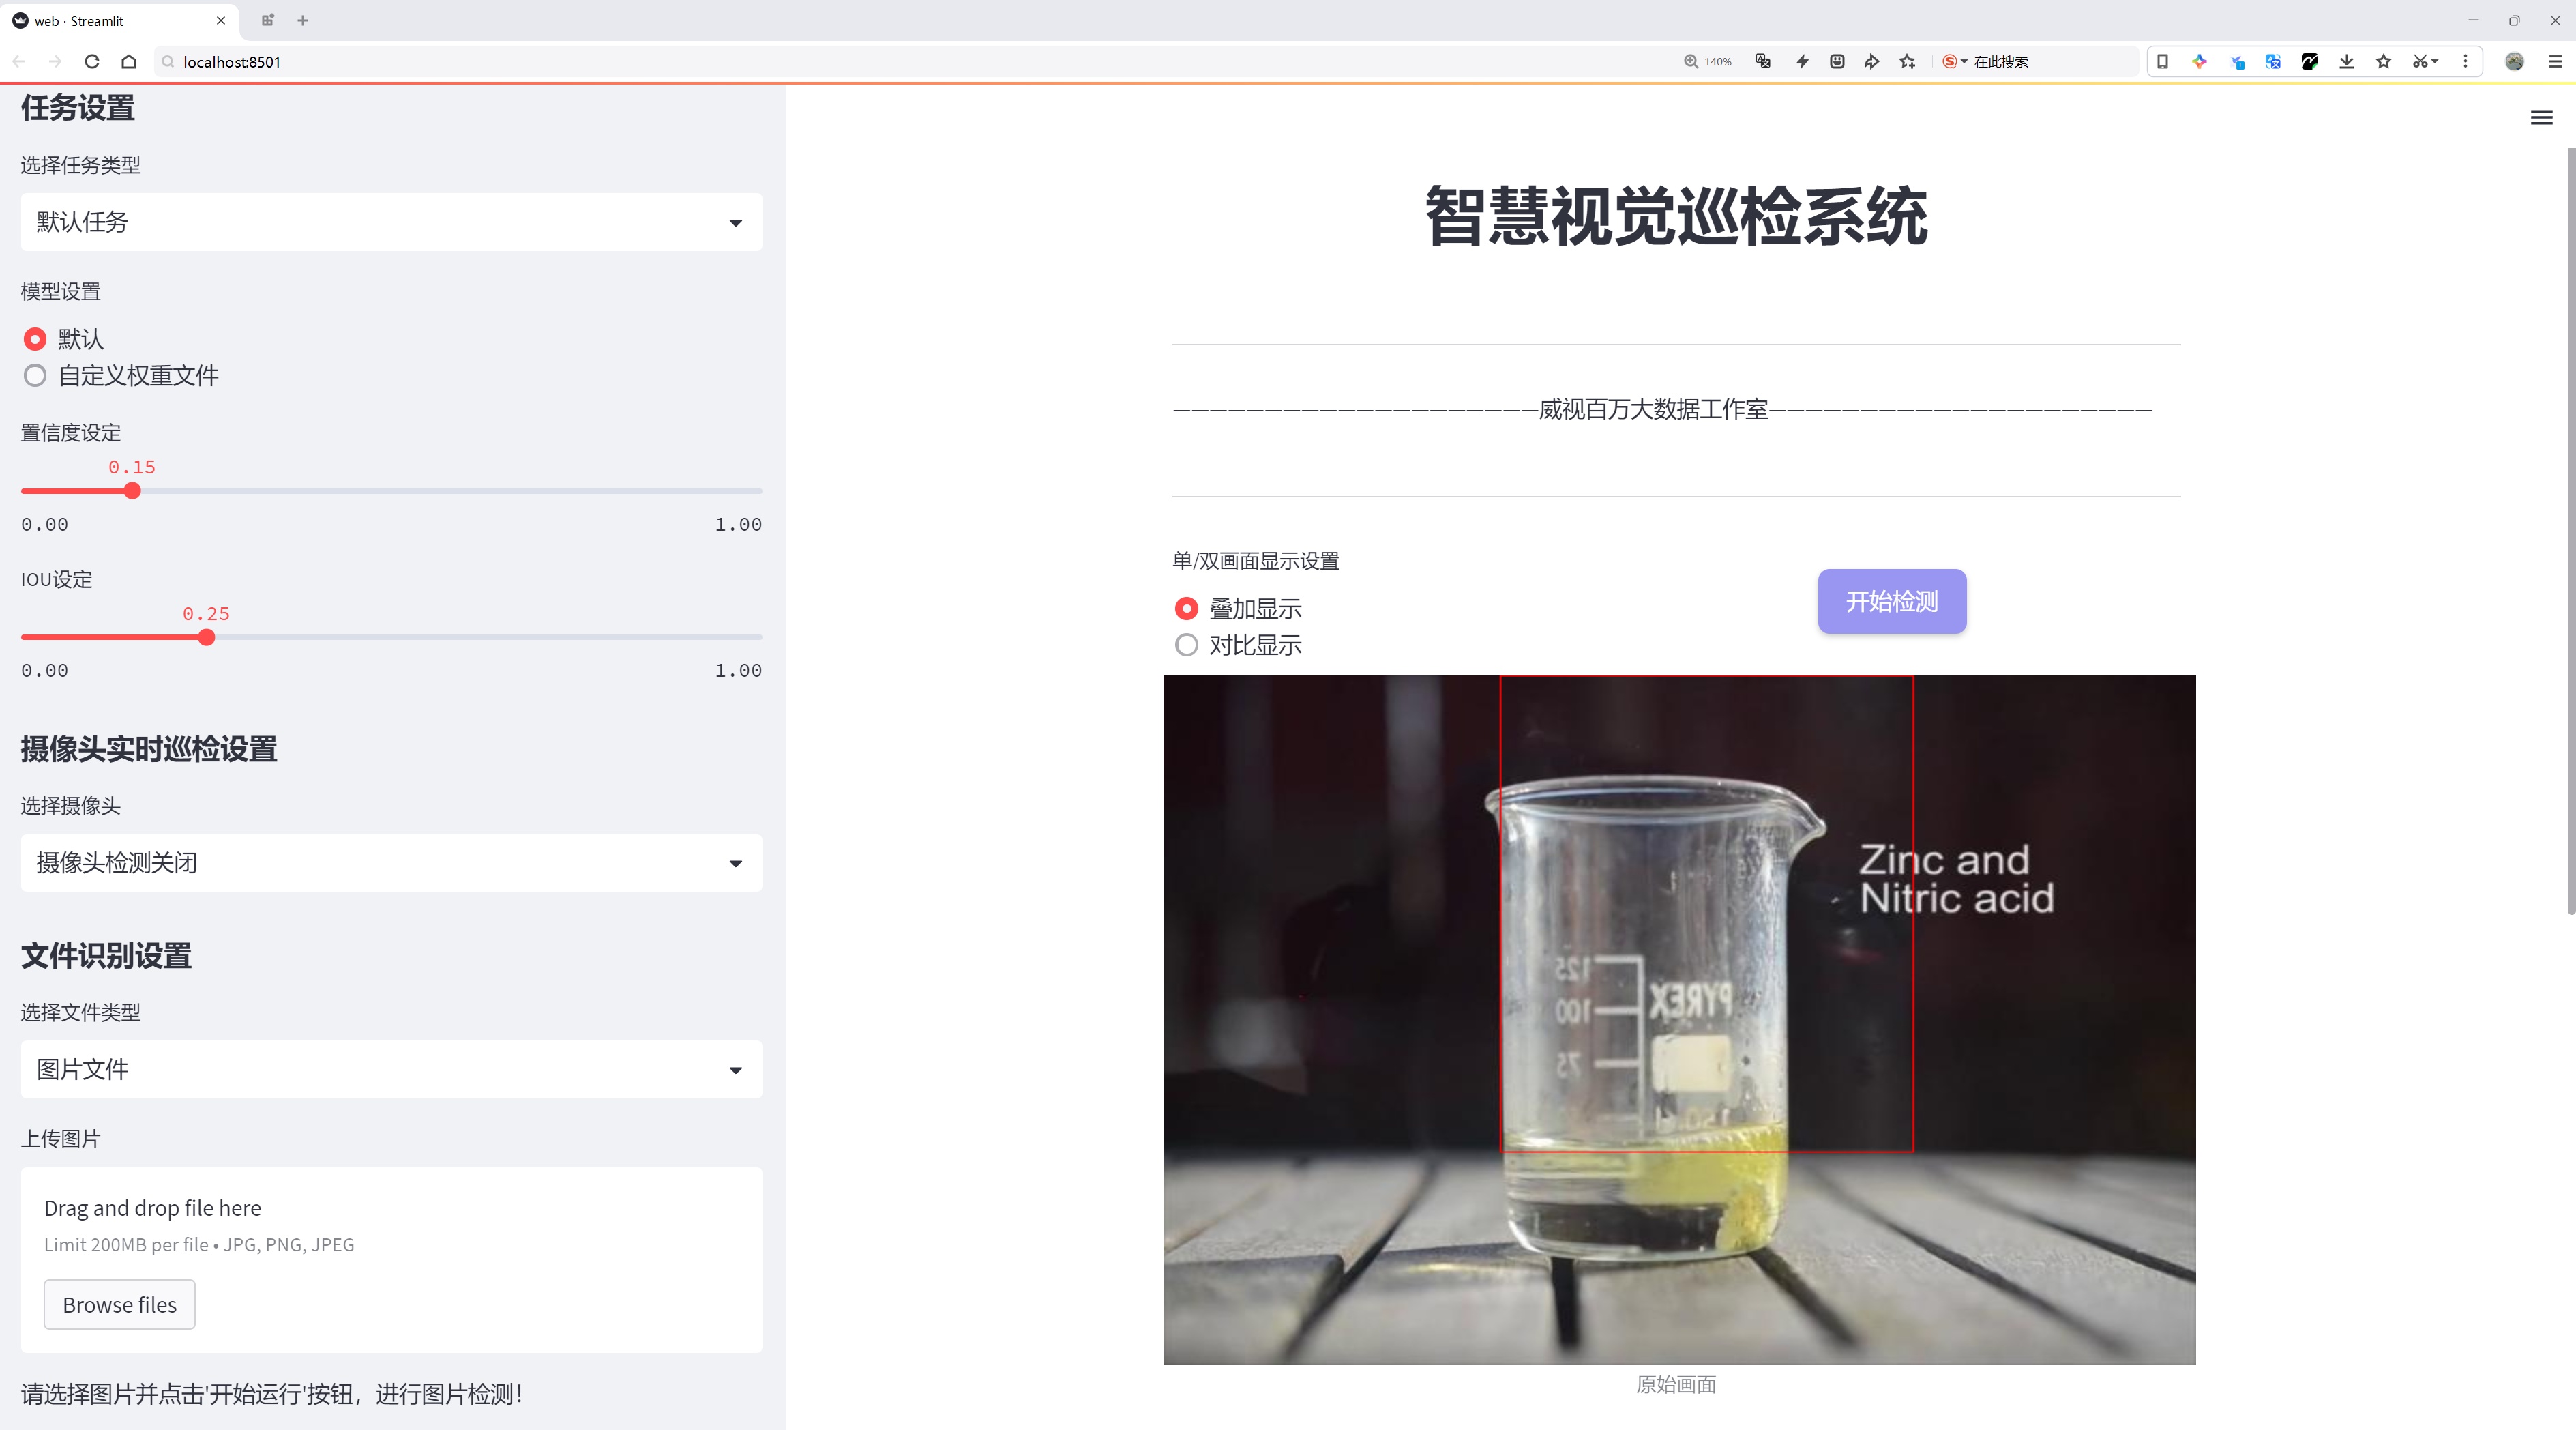 web · Streamlit
localhost:8501
140%
在此搜索
任务设置
选择任务类型
默认任务
模型设置
默认
自定义权重文件
置信度设定
0.15
0.00 1.00
IOU设定
0.25
0.00 1.00
摄像头实时巡检设置
选择摄像头
摄像头检测关闭
文件识别设置
选择文件类型
图片文件
上传图片
Drag and drop file here
Limit 200MB per file • JPG, PNG, JPEG
Browse files
请选择图片并点击'开始运行'按钮，进行图片检测！
智慧视觉巡检系统
————————————————————威视百万大数据工作室—————————————————————
单/双画面显示设置
叠加显示
对比显示
开始检测
Zinc and
Nitric acid
125
100
PYREX
75
原始画面